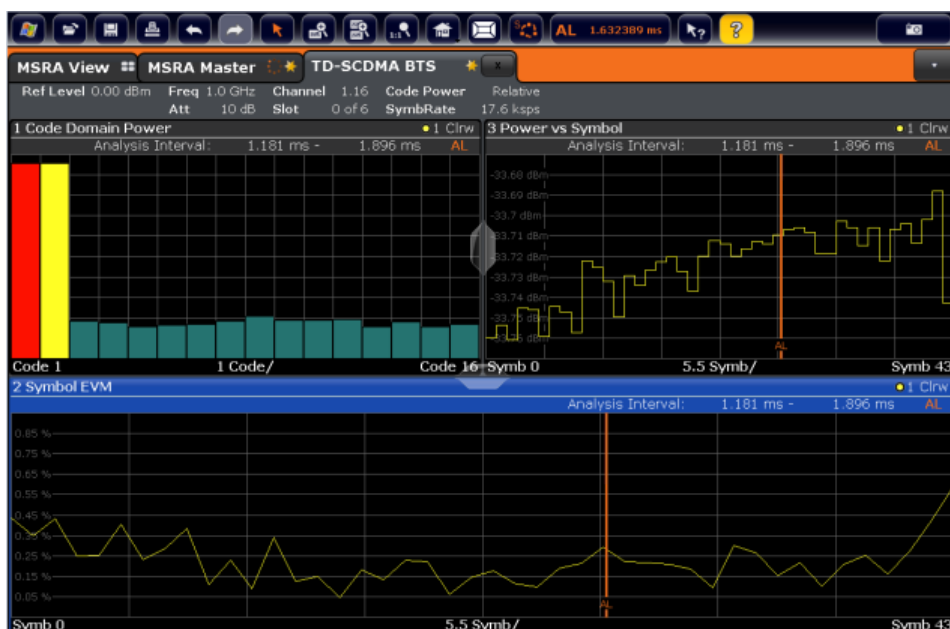 AL 1.632389 ms
MSRA View MSRA Master TD-SCDMA BTS x
Ref Level 0.00 dBm Freq 1.0 GHz Channel 1.16 Code Power Relative
Att 10 dB Slot 0 of 6 SymbRate 17.6 ksps
1 Code Domain Power 1 Clrw
Analysis Interval: 1.181 ms - 1.896 ms AL
Code 1 1 Code/ Code 16
3 Power vs Symbol 1 Clrw
Analysis Interval: 1.181 ms - 1.896 ms AL
-33.68 dBm
-33.69 dBm
-33.7 dBm
-33.71 dBm
-33.72 dBm
-33.73 dBm
-33.74 dBm
-33.75 dBm
-33.76 dBm
AL
Symb 0 5.5 Symb/ Symb 43
2 Symbol EVM 1 Clrw
Analysis Interval: 1.181 ms - 1.896 ms AL
0.85 %
0.75 %
0.65 %
0.55 %
0.45 %
0.35 %
0.25 %
0.15 %
0.05 %
AL
Symb 0 5.5 Symb/ Symb 43